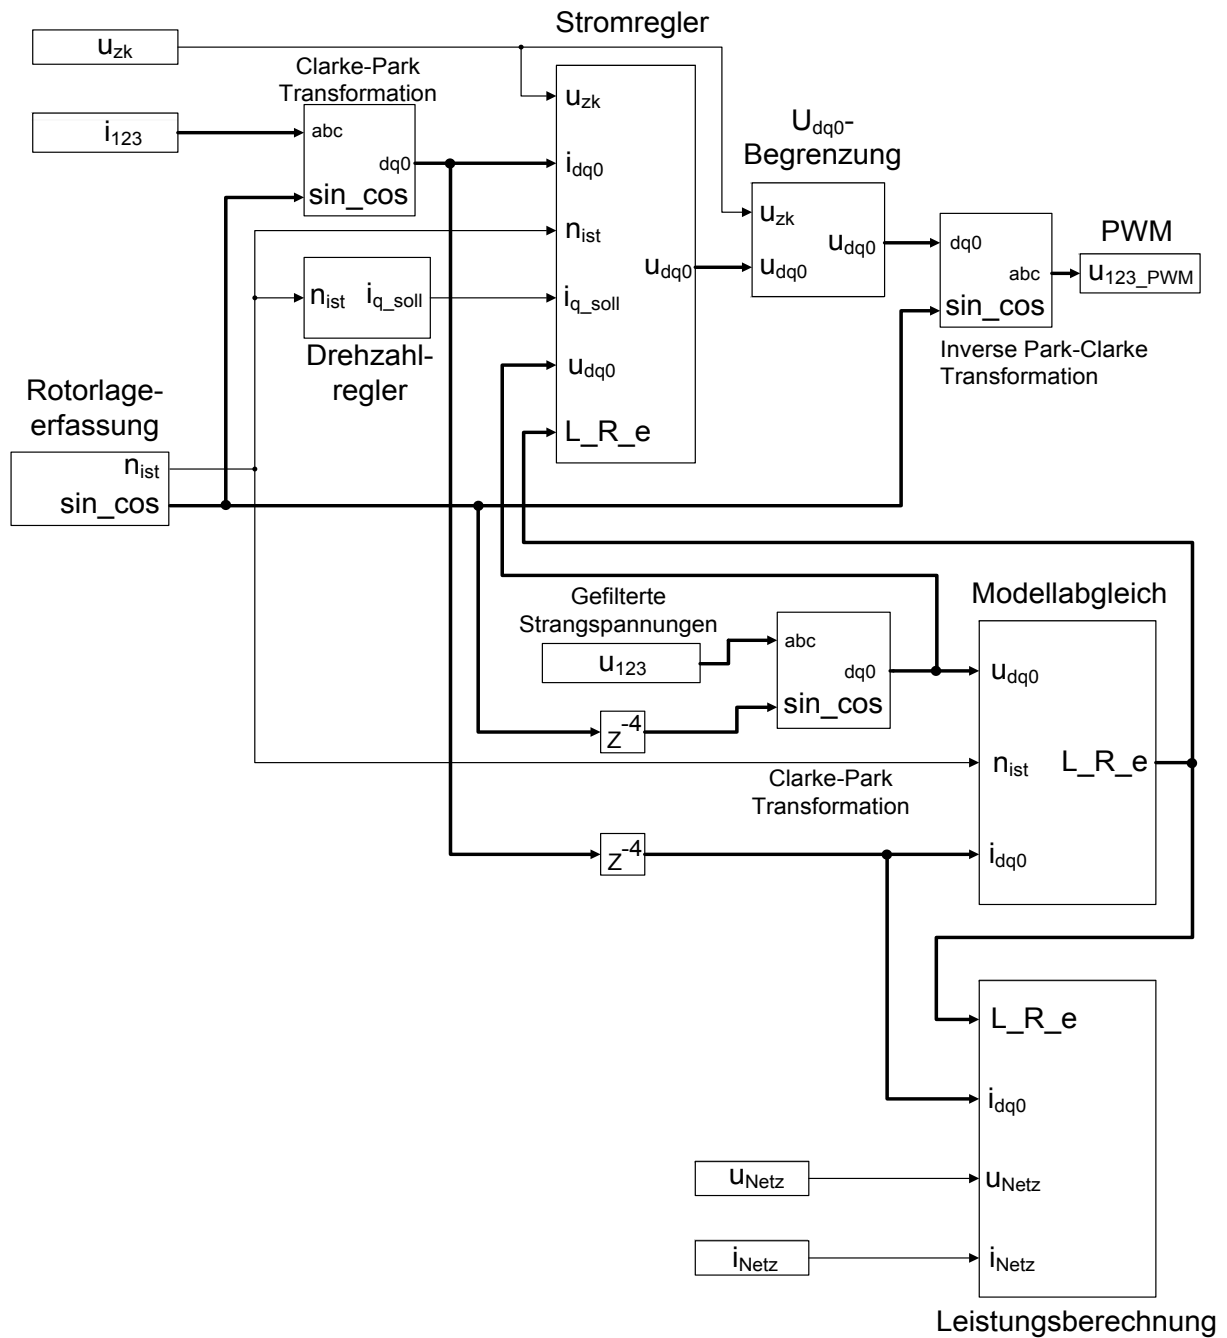 Stromregler
u_zk
Clarke-Park
Transformation
i_123
abc
dq0
sin_cos
u_zk
i_dq0
n_ist
i_q_soll
u_dq0
L_R_e
u_dq0
U_dq0-
Begrenzung
u_zk
u_dq0
u_dq0
dq0
abc
sin_cos
Inverse Park-Clarke
Transformation
PWM
u_123_PWM
n_ist
i_q_soll
Drehzahl-
regler
Rotorlage-
erfassung
n_ist
sin_cos
Gefilterte
Strangspannungen
u_123
abc
dq0
sin_cos
z^-4
Clarke-Park
Transformation
z^-4
Modellabgleich
u_dq0
n_ist
L_R_e
i_dq0
L_R_e
i_dq0
u_Netz
u_Netz
i_Netz
i_Netz
Leistungsberechnung